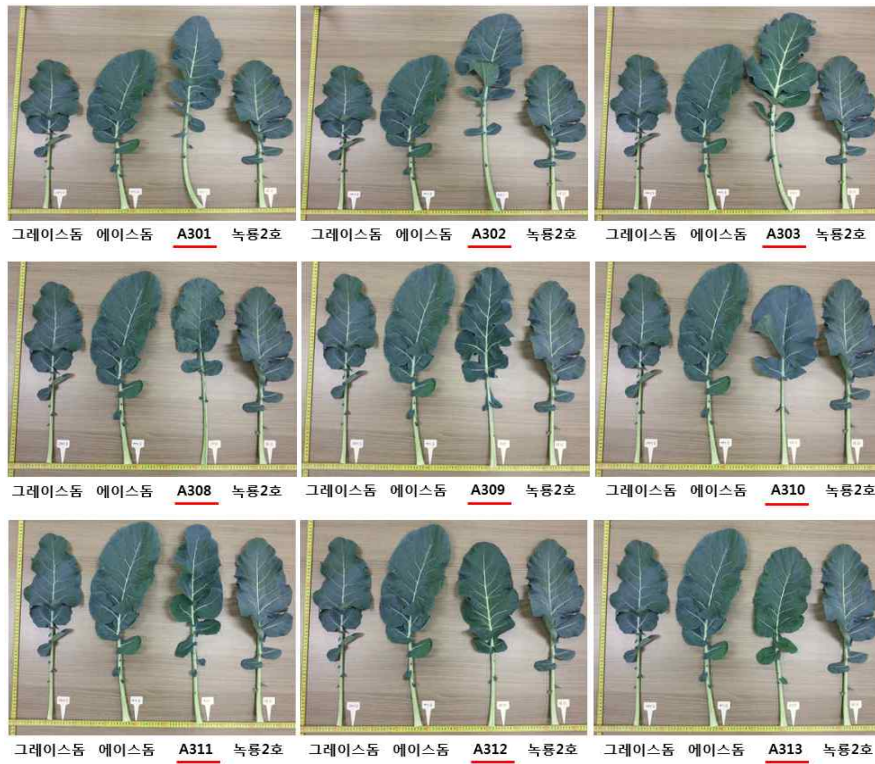 그레이스돔 에이스돔 A301 녹룡2호
그레이스돔 에이스돔 A302 녹룡2호
그레이스돔 에이스돔 A303 녹룡2호
그레이스돔 에이스돔 A308 녹룡2호
그레이스돔 에이스돔 A309 녹룡2호
그레이스돔 에이스돔 A310 녹룡2호
그레이스돔 에이스돔 A311 녹룡2호
그레이스돔 에이스돔 A312 녹룡2호
그레이스돔 에이스돔 A313 녹룡2호